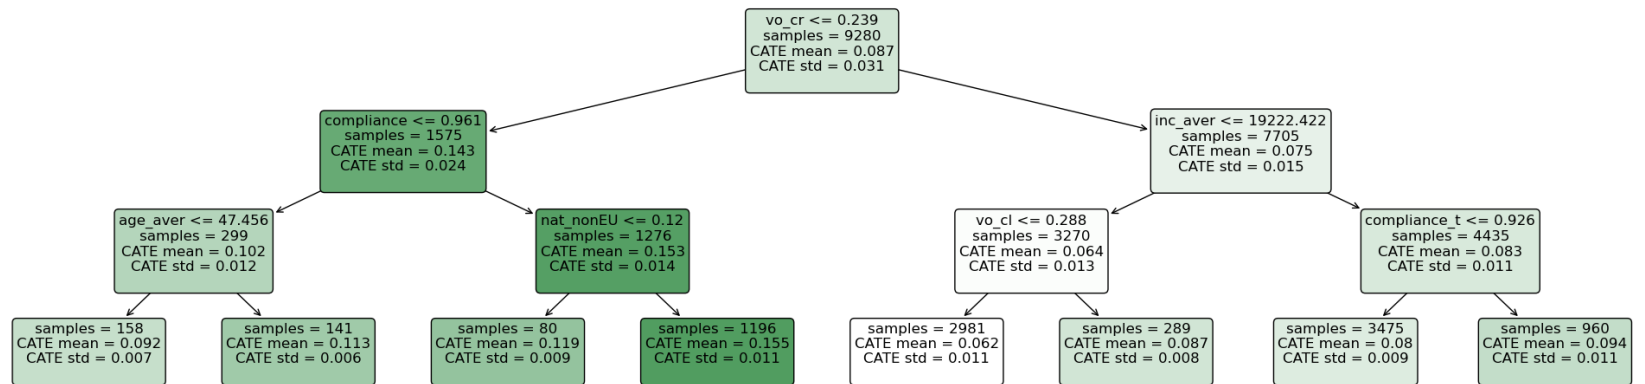 vo_cr <= 0.239
samples = 9280
CATE mean = 0.087
CATE std = 0.031
compliance <= 0.961
samples = 1575
CATE mean = 0.143
CATE std = 0.024
inc_aver <= 19222.422
samples = 7705
CATE mean = 0.075
CATE std = 0.015
age_aver <= 47.456
samples = 299
CATE mean = 0.102
CATE std = 0.012
nat_nonEU <= 0.12
samples = 1276
CATE mean = 0.153
CATE std = 0.014
vo_cl <= 0.288
samples = 3270
CATE mean = 0.064
CATE std = 0.013
compliance_t <= 0.926
samples = 4435
CATE mean = 0.083
CATE std = 0.011
samples = 158
CATE mean = 0.092
CATE std = 0.007
samples = 141
CATE mean = 0.113
CATE std = 0.006
samples = 80
CATE mean = 0.119
CATE std = 0.009
samples = 1196
CATE mean = 0.155
CATE std = 0.011
samples = 2981
CATE mean = 0.062
CATE std = 0.011
samples = 289
CATE mean = 0.087
CATE std = 0.008
samples = 3475
CATE mean = 0.08
CATE std = 0.009
samples = 960
CATE mean = 0.094
CATE std = 0.011